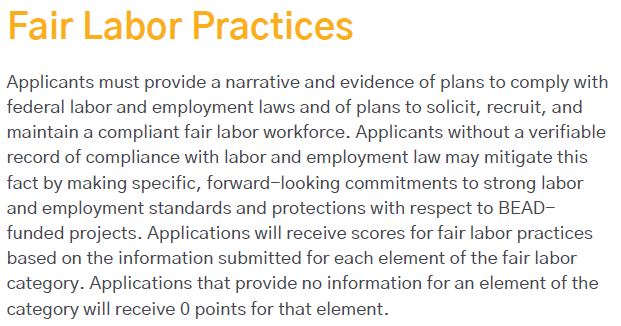 Fair Labor Practices
Applicants must provide a narrative and evidence of plans to comply with
federal labor and employment laws and of plans to solicit, recruit, and
maintain a compliant fair labor workforce. Applicants without a verifiable
record of compliance with labor and employment law may mitigate this
fact by making specific, forward-looking commitments to strong labor
and employment standards and protections with respect to BEAD-
funded projects. Applications will receive scores for fair labor practices
based on the information submitted for each element of the fair labor
category. Applications that provide no information for an element of the
category will receive 0 points for that element.